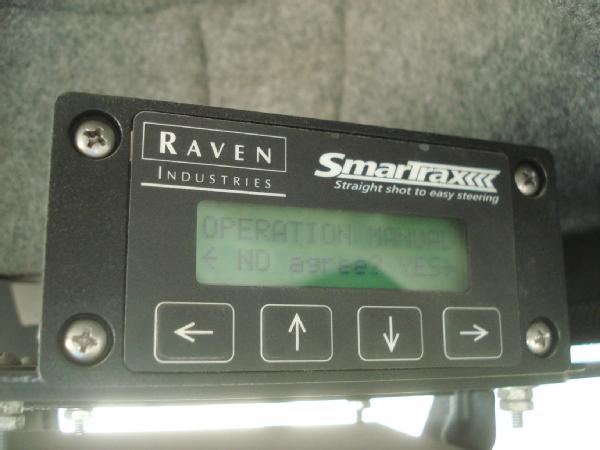 RAVEN
INDUSTRIES
SmarTrax
Straight shot to easy steering
OPERATION MANUAL
← NO agree? YES→
← ↑ ↓ →